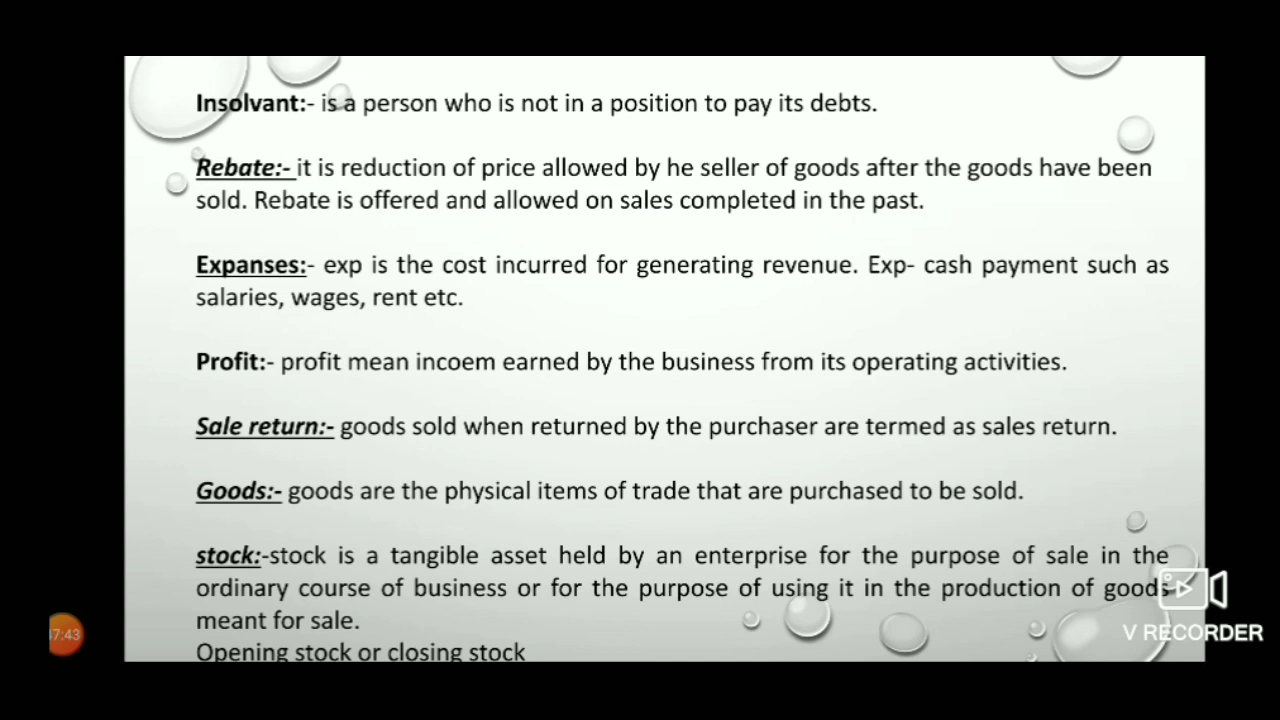 Insolvant:- is a person who is not in a position to pay its debts.
Rebate:- it is reduction of price allowed by he seller of goods after the goods have been
sold. Rebate is offered and allowed on sales completed in the past.
Expanses:- exp is the cost incurred for generating revenue. Exp- cash payment such as
salaries, wages, rent etc.
Profit:- profit mean incoem earned by the business from its operating activities.
Sale return:- goods sold when returned by the purchaser are termed as sales return.
Goods:- goods are the physical items of trade that are purchased to be sold.
stock:-stock is a tangible asset held by an enterprise for the purpose of sale in the
ordinary course of business or for the purpose of using it in the production of goods
meant for sale.
Opening stock or closing stock
7:43
V RECORDER